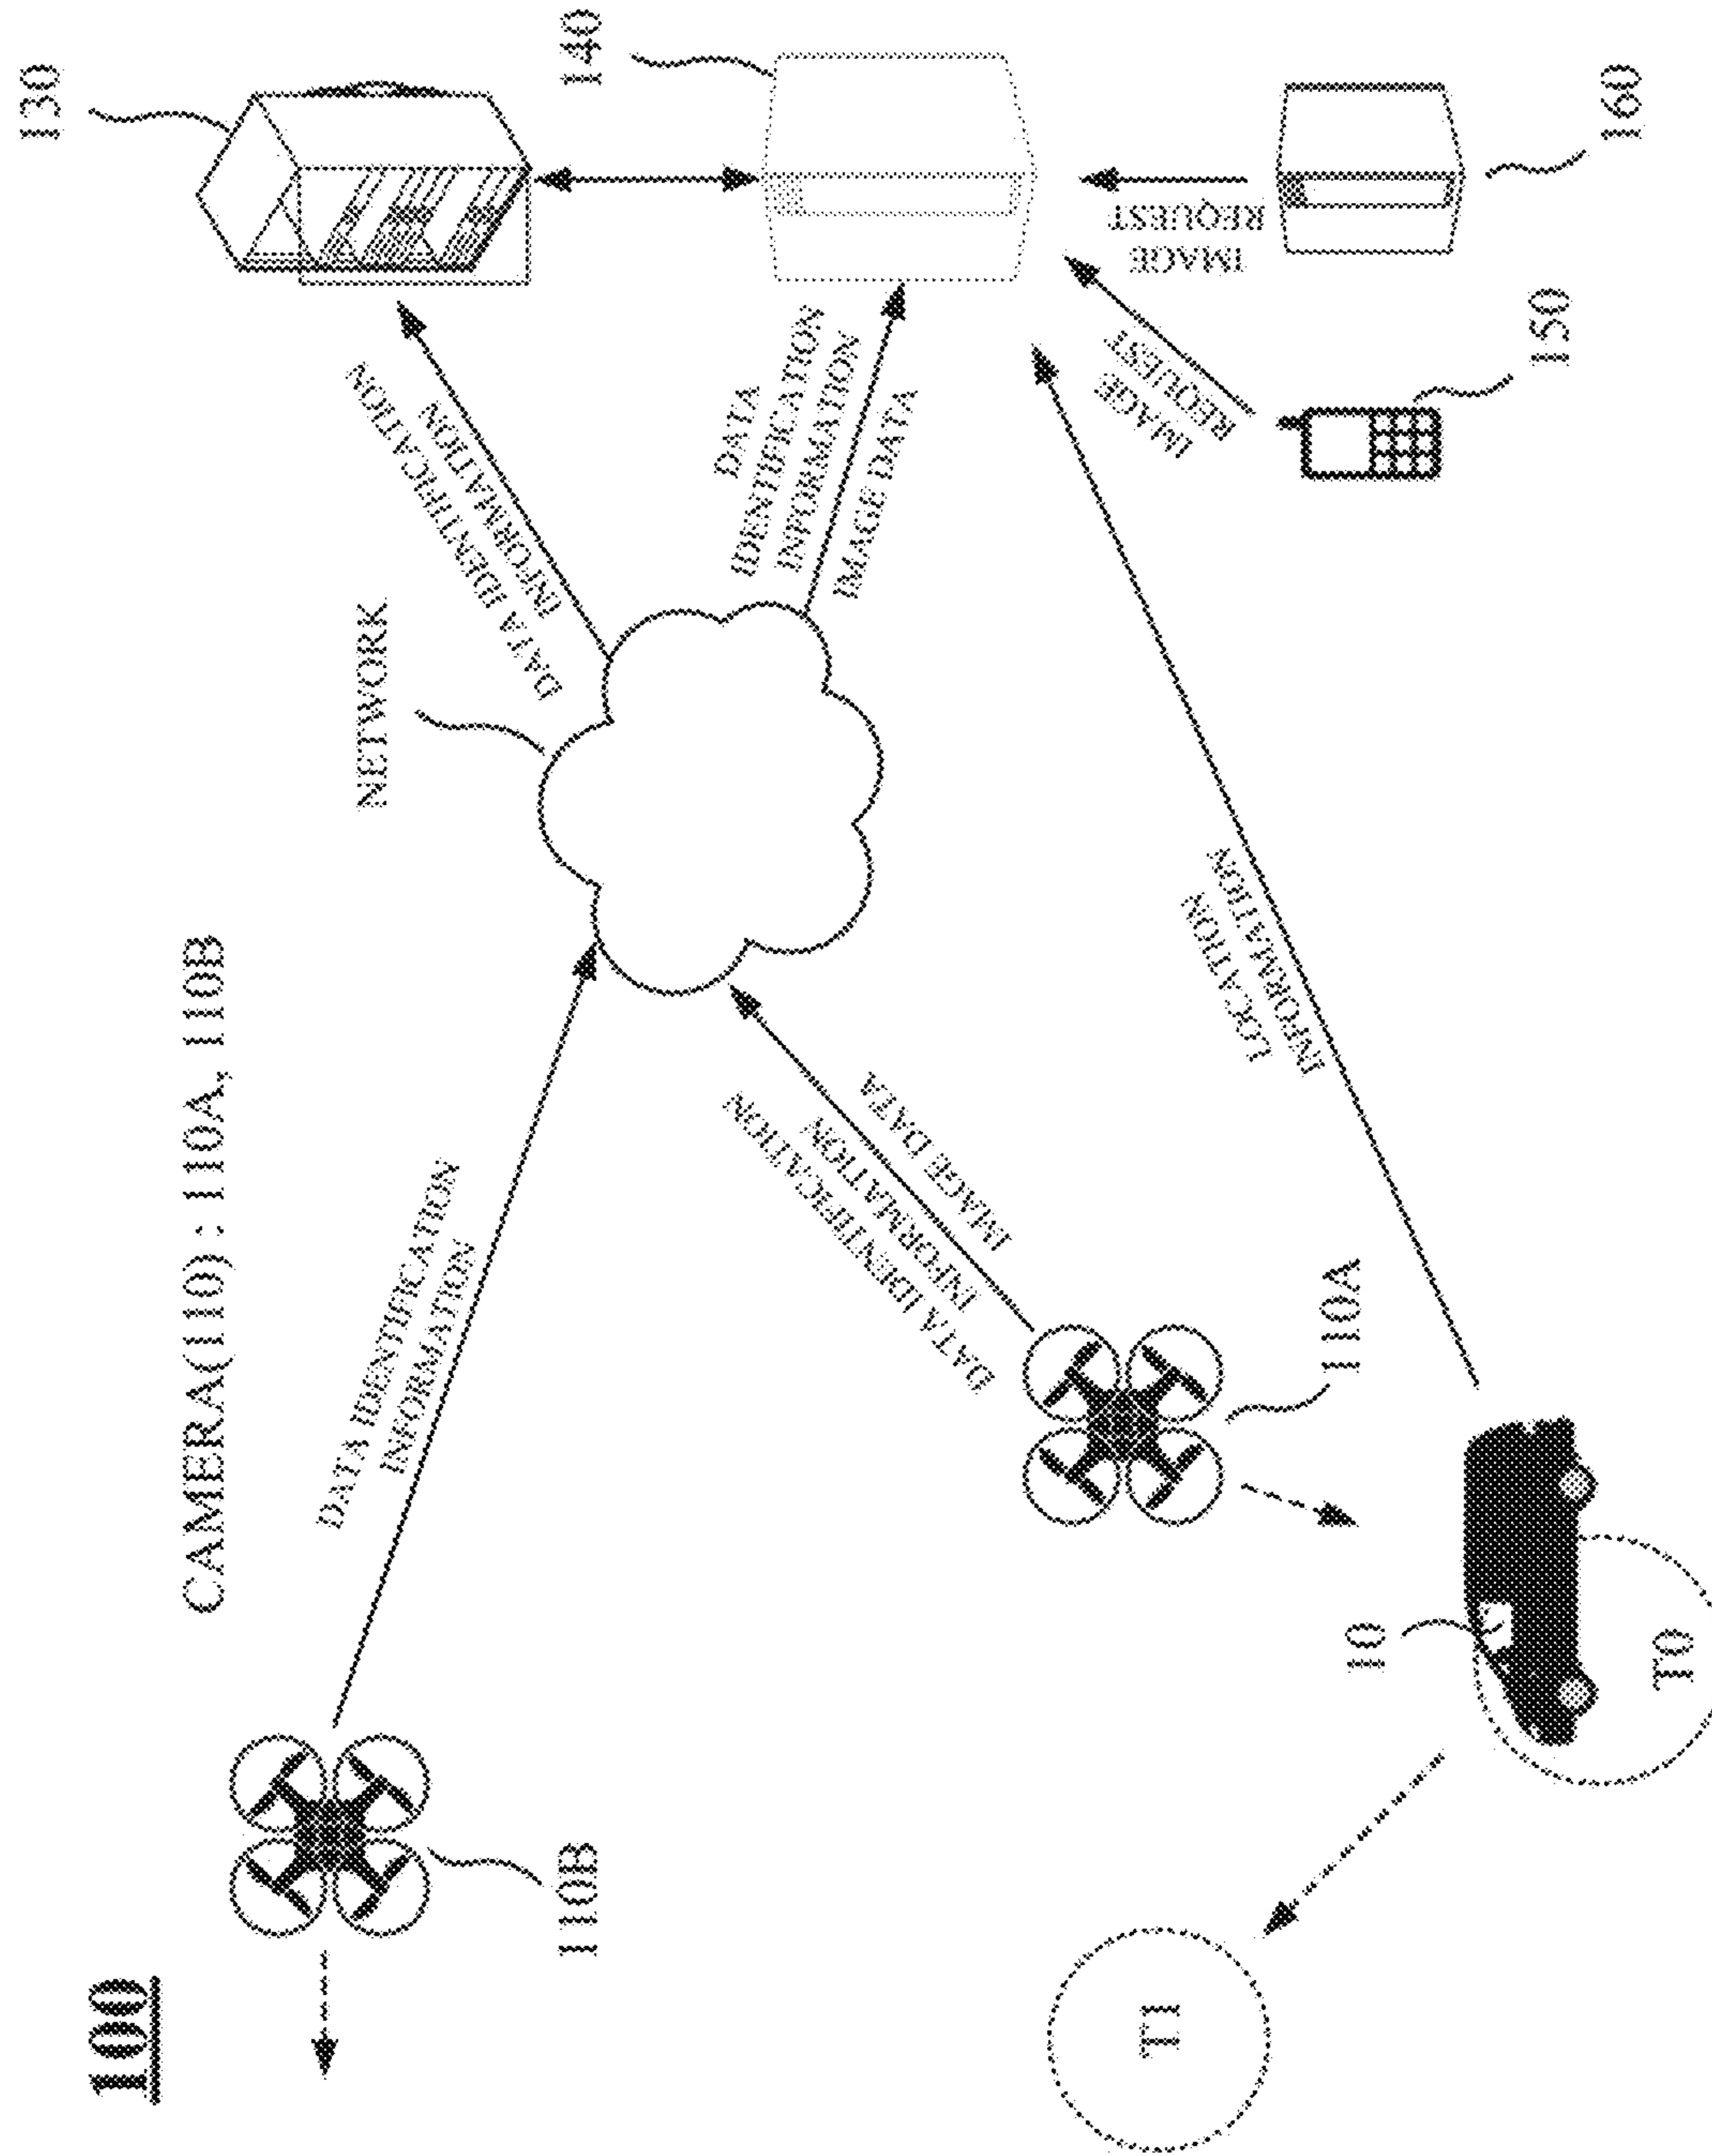 100
CAMERA(110) : 110A, 110B
130
NETWORK
DATA IDENTIFICATION
INFORMATION
DATA IDENTIFICATION
INFORMATION
110B
140
DATA
IDENTIFICATION
INFORMATION
IMAGE DATA
DATA IDENTIFICATION
INFORMATION
IMAGE DATA
IMAGE
REQUEST
IMAGE
REQUEST
LOCATION
INFORMATION
110A
T1
10
T0
150
160